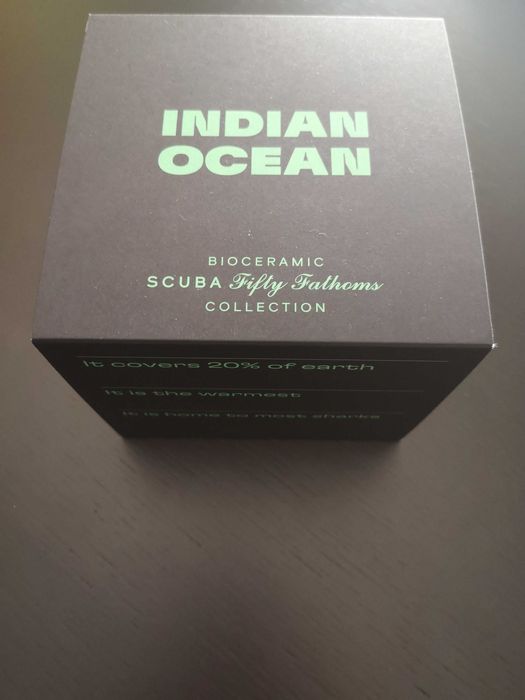 INDIAN
OCEAN
BIOCERAMIC
SCUBA Fifty Fathoms
COLLECTION
It covers 20% of earth
It is the warmest
It is home to most sharks